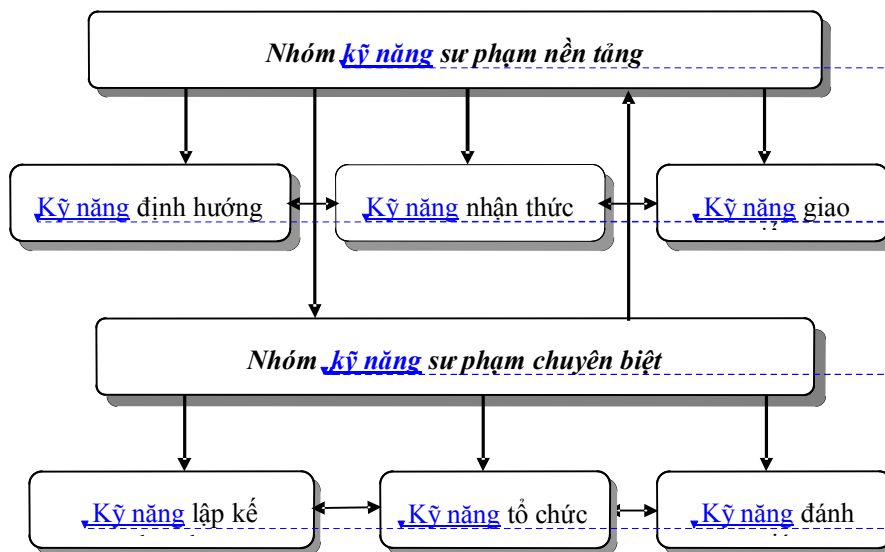 Nhóm kỹ năng sư phạm nền tảng
Kỹ năng định hướng
Kỹ năng nhận thức
Kỹ năng giao
Nhóm kỹ năng sư phạm chuyên biệt
Kỹ năng lập kế
Kỹ năng tổ chức
Kỹ năng đánh